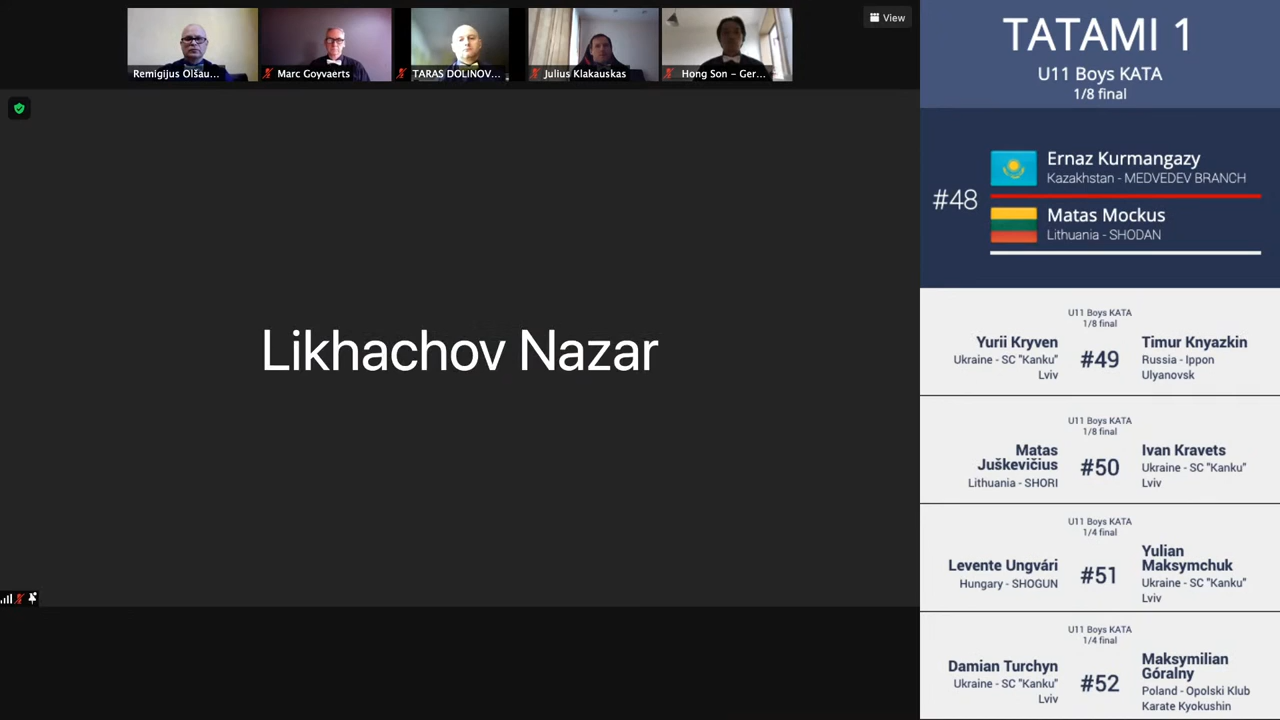 Remigijus Olšau...
Marc Goyvaerts
TARAS DOLINOV...
Julius Klakauskas
Hong Son – Ger...
View
Likhachov Nazar
TATAMI 1
U11 Boys KATA
1/8 final
#48
Ernaz Kurmangazy
Kazakhstan - MEDVEDEV BRANCH
Matas Mockus
Lithuania - SHODAN
U11 Boys KATA
1/8 final
Yurii Kryven
Ukraine - SC "Kanku"
Lviv
#49
Timur Knyazkin
Russia - Ippon
Ulyanovsk
U11 Boys KATA
1/8 final
Matas
Juškevičius
Lithuania - SHORI
#50
Ivan Kravets
Ukraine - SC "Kanku"
Lviv
U11 Boys KATA
1/4 final
Levente Ungvári
Hungary - SHOGUN
#51
Yulian
Maksymchuk
Ukraine - SC "Kanku"
Lviv
U11 Boys KATA
1/4 final
Damian Turchyn
Ukraine - SC "Kanku"
Lviv
#52
Maksymilian
Góralny
Poland - Opolski Klub
Karate Kyokushin